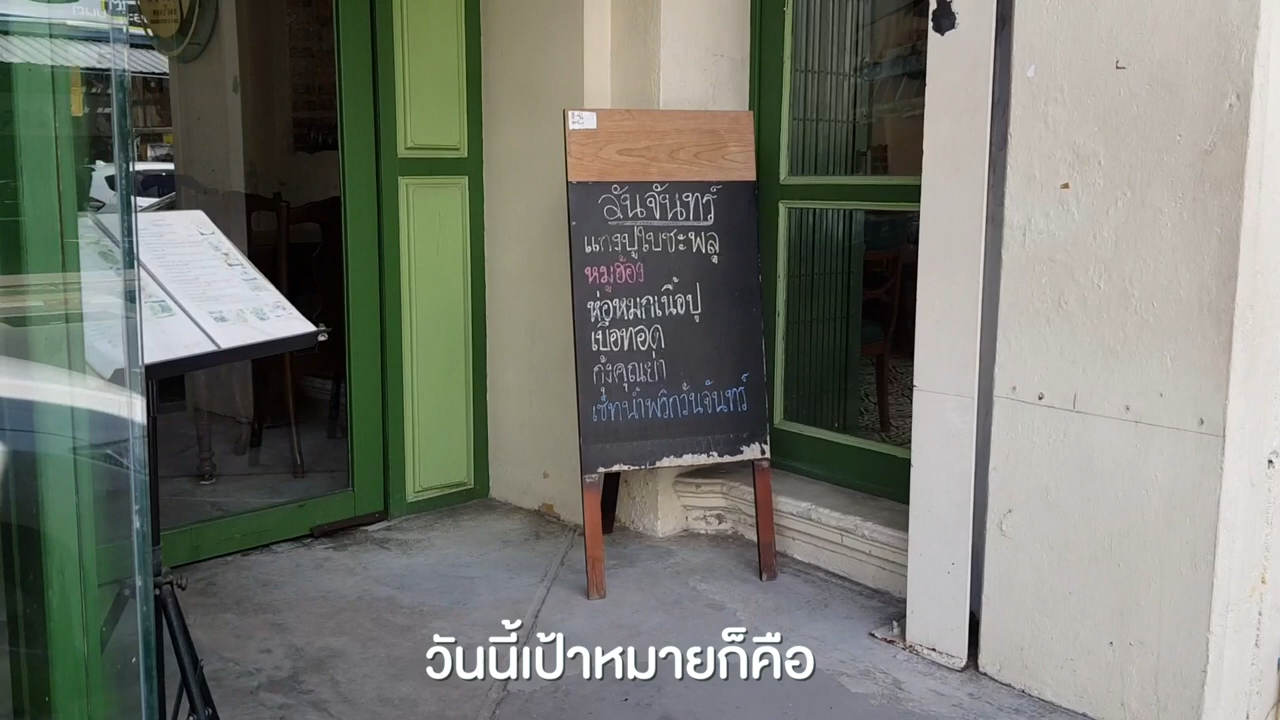 ฉันจันทร์
แกงปูใบชะพลู
หมูฮ้อง
ห่อหมกเนื้อปู
เบือทอด
กุ้งคุณย่า
เซ็ทน้ำพริกวันจันทร์
วันนี้เป้าหมายก็คือ